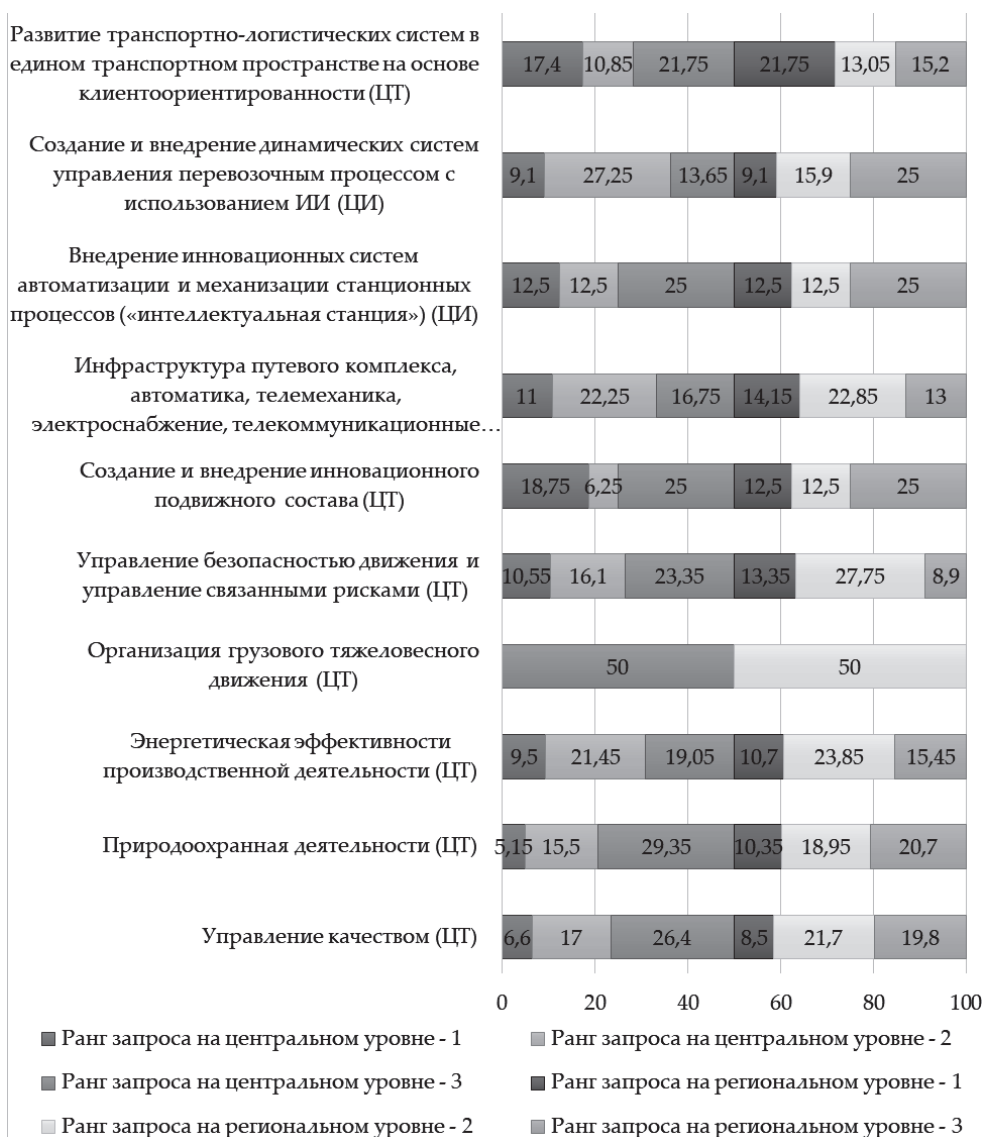 Развитие транспортно-логистических систем в
едином транспортном пространстве на основе
клиентоориентированности (ЦТ)
17,4 10,85 21,75 21,75 13,05 15,2
Создание и внедрение динамических систем
управления перевозочным процессом с
использованием ИИ (ЦИ)
9,1 27,25 13,65 9,1 15,9 25
Внедрение инновационных систем
автоматизации и механизации станционных
процессов («интеллектуальная станция») (ЦИ)
12,5 12,5 25 12,5 12,5 25
Инфраструктура путевого комплекса,
автоматика, телемеханика,
электроснабжение, телекоммуникационные…
11 22,25 16,75 14,15 22,85 13
Создание и внедрение инновационного
подвижного состава (ЦТ)
18,75 6,25 25 12,5 12,5 25
Управление безопасностью движения и
управление связанными рисками (ЦТ)
10,55 16,1 23,35 13,35 27,75 8,9
Организация грузового тяжеловесного
движения (ЦТ)
50 50
Энергетическая эффективности
производственной деятельности (ЦТ)
9,5 21,45 19,05 10,7 23,85 15,45
Природоохранная деятельности (ЦТ)
5,15 15,5 29,35 10,35 18,95 20,7
Управление качеством (ЦТ)
6,6 17 26,4 8,5 21,7 19,8
0 20 40 60 80 100
Ранг запроса на центральном уровне - 1
Ранг запроса на центральном уровне - 2
Ранг запроса на центральном уровне - 3
Ранг запроса на региональном уровне - 1
Ранг запроса на региональном уровне - 2
Ранг запроса на региональном уровне - 3